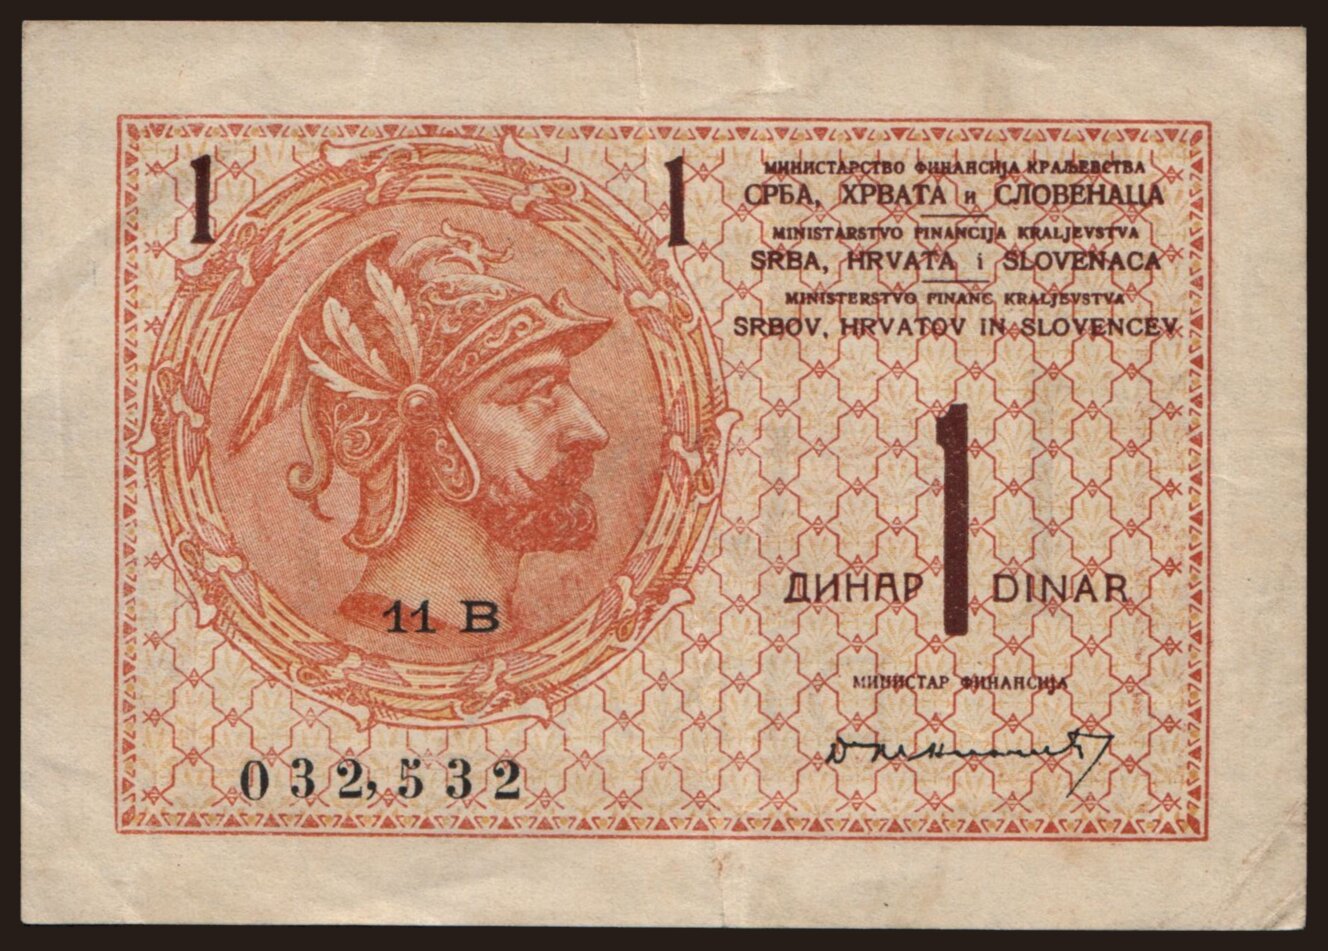 1
1
МИНИСТАРСТВО ФИНАНСИЈА КРАЉЕВСТВА
СРБА, ХРВАТА и СЛОВЕНАЦА
MINISTARSTVO FINANCIJA KRALJEVSTVA
SRBA, HRVATA i SLOVENACA
MINISTERSTVO FINANC KRALJEVSTVA
SRBOV, HRVATOV IN SLOVENCEV
ДИНАР 1 DINAR
11 B
МИНИСТАР ФИНАНСИЈА
032,532